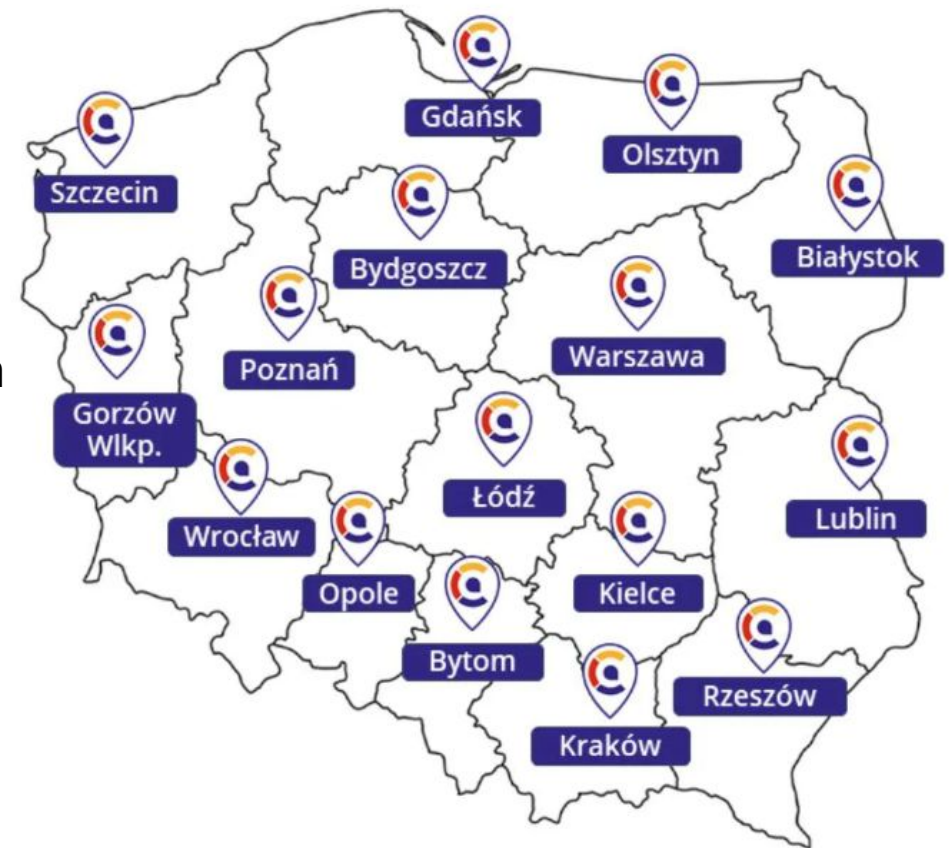 Gdańsk
Olsztyn
Szczecin
Białystok
Bydgoszcz
Warszawa
Poznań
Gorzów
Wlkp.
Łódź
Lublin
Wrocław
Opole
Kielce
Bytom
Rzeszów
Kraków